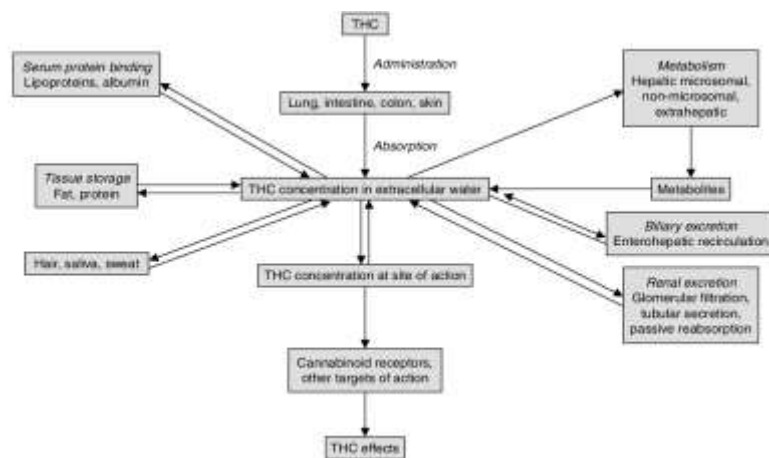 THC
Administration
Serum protein binding
Lipoproteins, albumin
Metabolism
Hepatic microsomal,
non-microsomal,
extrahepatic
Lung, intestine, colon, skin
Absorption
Tissue storage
Fat, protein
THC concentration in extracellular water
Metabolites
Biliary excretion
Enterohepatic recirculation
Hair, saliva, sweat
THC concentration at site of action
Renal excretion
Glomerular filtration,
tubular secretion,
passive reabsorption
Cannabinoid receptors,
other targets of action
THC effects